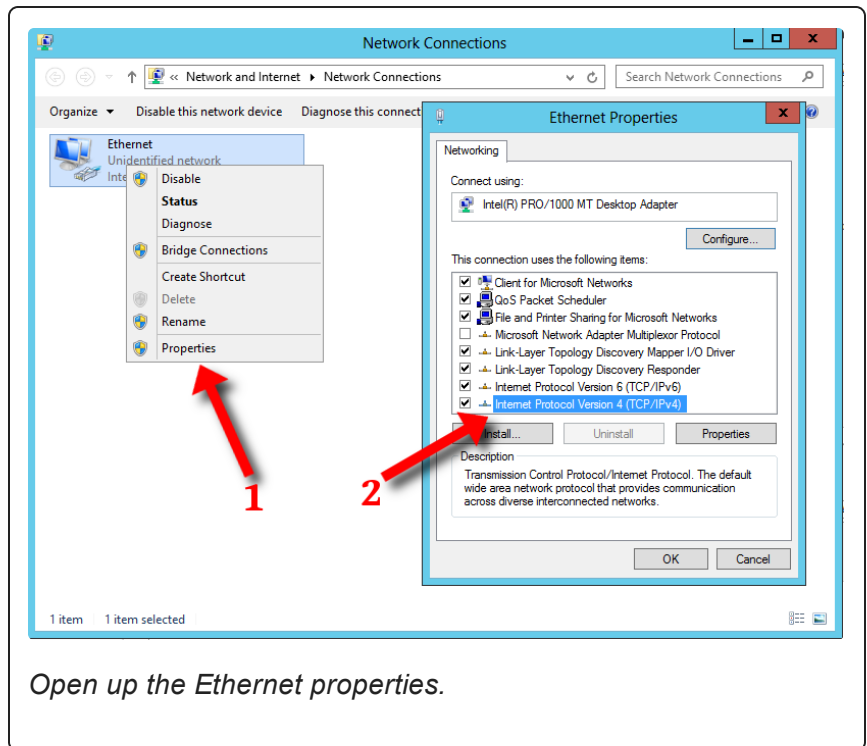 Network Connections
« Network and Internet ▸ Network Connections
Search Network Connections
Organize ▾ Disable this network device Diagnose this connect
Ethernet
Unidentified network
Inte
Disable
Status
Diagnose
Bridge Connections
Create Shortcut
Delete
Rename
Properties
1
Ethernet Properties
Networking
Connect using:
Intel(R) PRO/1000 MT Desktop Adapter
Configure...
This connection uses the following items:
Client for Microsoft Networks
QoS Packet Scheduler
File and Printer Sharing for Microsoft Networks
Microsoft Network Adapter Multiplexor Protocol
Link-Layer Topology Discovery Mapper I/O Driver
Link-Layer Topology Discovery Responder
Internet Protocol Version 6 (TCP/IPv6)
Internet Protocol Version 4 (TCP/IPv4)
2
Install... Uninstall Properties
Description
Transmission Control Protocol/Internet Protocol. The default
wide area network protocol that provides communication
across diverse interconnected networks.
OK Cancel
1 item 1 item selected
Open up the Ethernet properties.